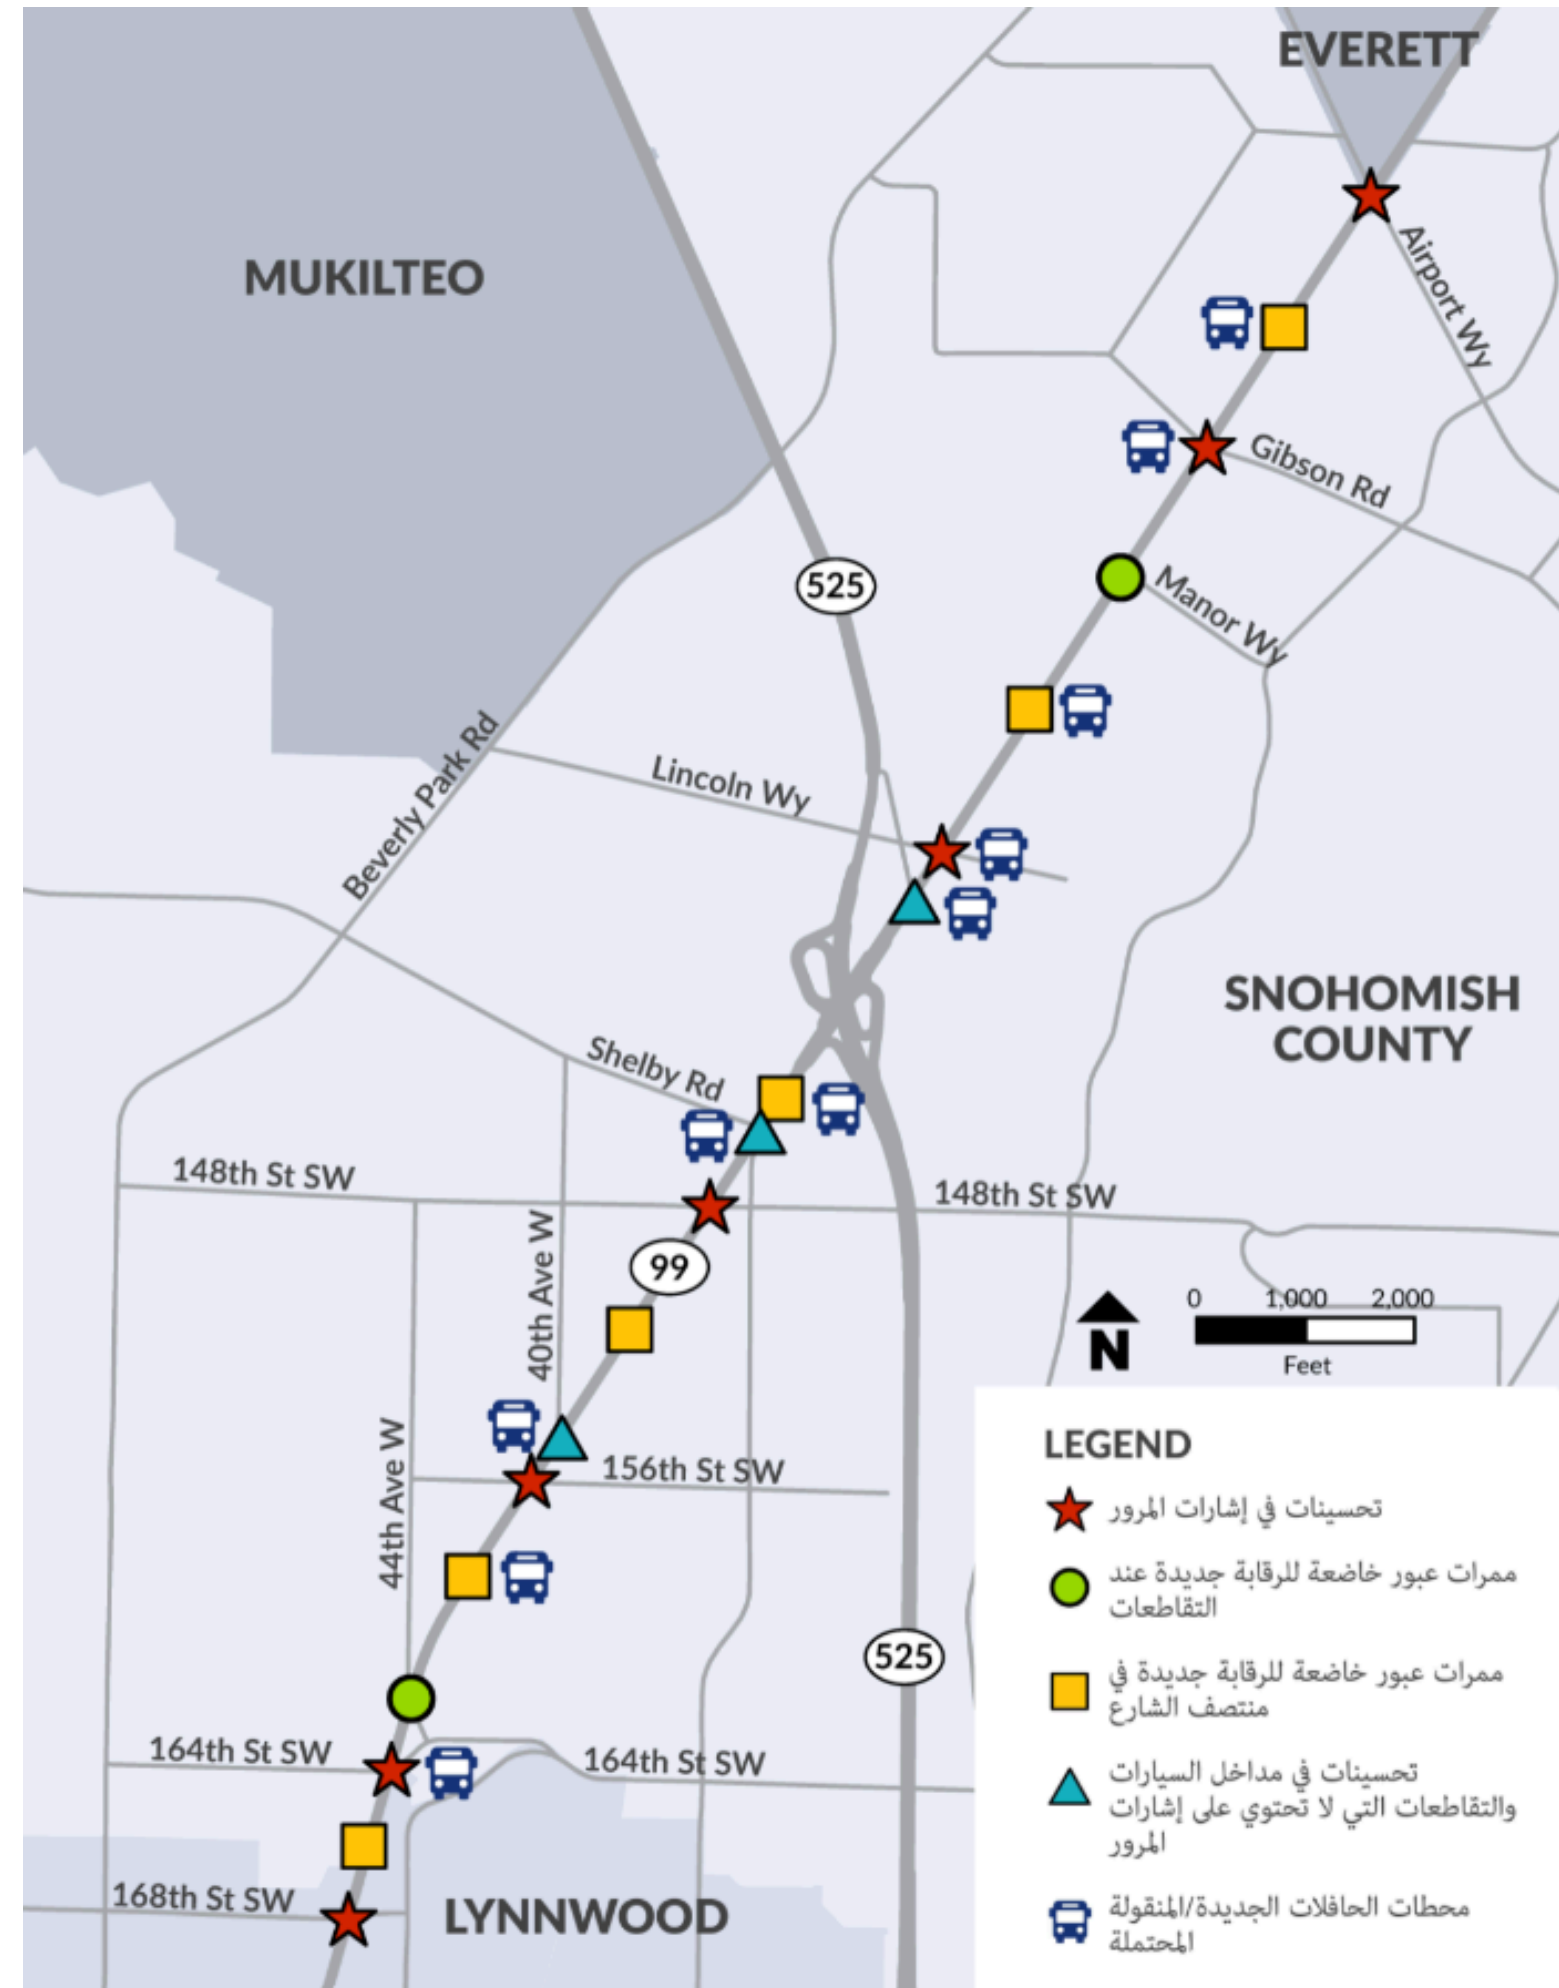 EVERETT
MUKILTEO
Airport Wy
Gibson Rd
525
Manor Wy
Beverly Park Rd
Lincoln Wy
SNOHOMISH
COUNTY
Shelby Rd
148th St SW
148th St SW
40th Ave W
99
0 1,000 2,000
N
Feet
44th Ave W
156th St SW
525
164th St SW
164th St SW
168th St SW
LYNNWOOD
LEGEND
تحسينات في إشارات المرور
ممرات عبور خاضعة للرقابة جديدة عند
التقاطعات
ممرات عبور خاضعة للرقابة جديدة في
منتصف الشارع
تحسينات في مداخل السيارات
والتقاطعات التي لا تحتوي على إشارات
المرور
محطات الحافلات الجديدة/المنقولة
المحتملة